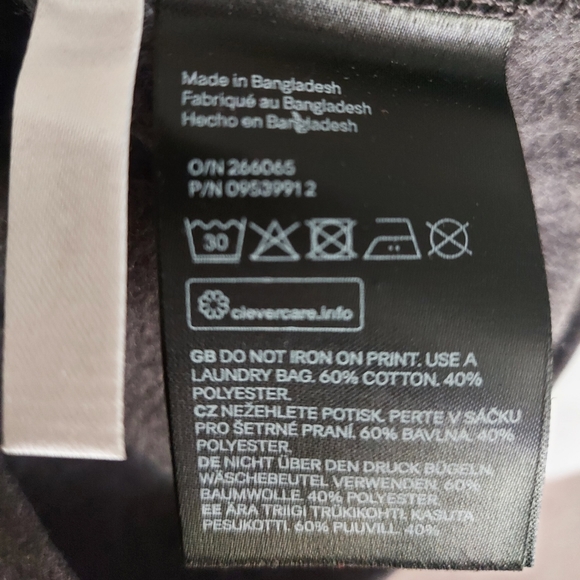 Made in Bangladesh
Fabriqué au Bangladesh
Hecho en Bangladesh
O/N 266065
P/N 0953991 2
30
clevercare.info
GB DO NOT IRON ON PRINT. USE A
LAUNDRY BAG. 60% COTTON. 40%
POLYESTER.
CZ NEŽEHLETE POTISK. PERTE V SÁČKU
PRO ŠETRNÉ PRANÍ. 60% BAVLNA. 40%
POLYESTER.
DE NICHT ÜBER DEN DRUCK BÜGELN.
WÄSCHEBEUTEL VERWENDEN. 60%
BAUMWOLLE. 40% POLYESTER.
EE ÄRA TRIIGI TRÜKIKOHTI. KASUTA
PESUKOTTI. 60% PUUVILL. 40%